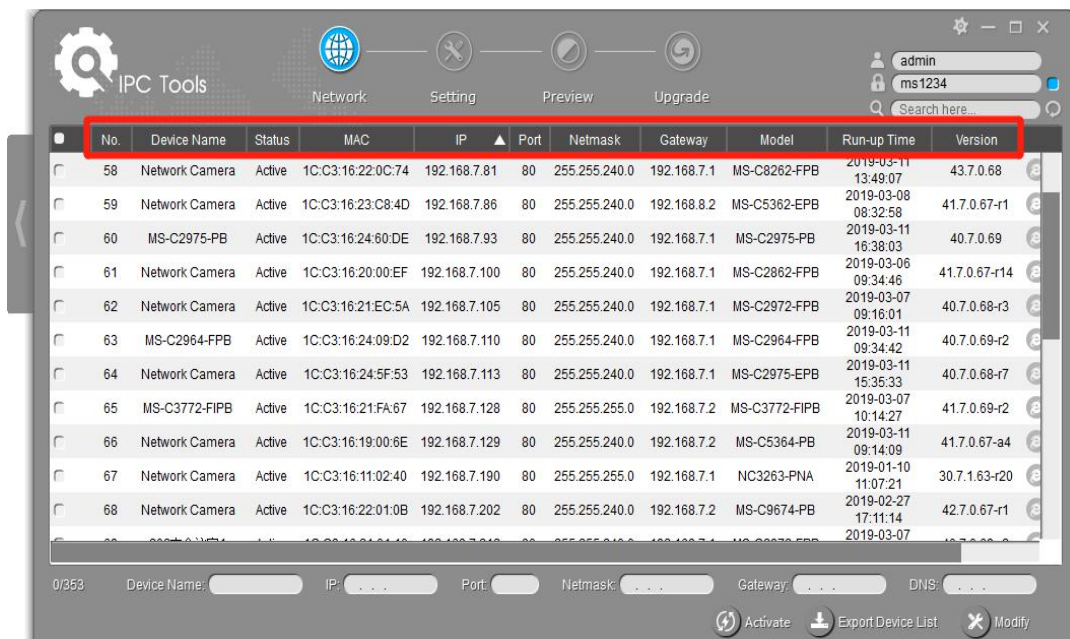 admin
IPC Tools
ms1234
Network Setting Preview Upgrade
Search here...
No. Device Name Status MAC IP Port Netmask Gateway Model Run-up Time Version
58 Network Camera Active 1C:C3:16:22:0C:74 192.168.7.81 80 255.255.240.0 192.168.7.1 MS-C8262-FPB 2019-03-11 13:49:07 43.7.0.68
59 Network Camera Active 1C:C3:16:23:C8:4D 192.168.7.86 80 255.255.240.0 192.168.8.2 MS-C5362-EPB 2019-03-08 08:32:58 41.7.0.67-r1
60 MS-C2975-PB Active 1C:C3:16:24:60:DE 192.168.7.93 80 255.255.240.0 192.168.7.1 MS-C2975-PB 2019-03-11 16:38:03 40.7.0.69
61 Network Camera Active 1C:C3:16:20:00:EF 192.168.7.100 80 255.255.240.0 192.168.7.1 MS-C2862-FPB 2019-03-06 09:34:46 41.7.0.67-r14
62 Network Camera Active 1C:C3:16:21:EC:5A 192.168.7.105 80 255.255.240.0 192.168.7.1 MS-C2972-FPB 2019-03-07 09:16:01 40.7.0.68-r3
63 MS-C2964-FPB Active 1C:C3:16:24:09:D2 192.168.7.110 80 255.255.240.0 192.168.7.1 MS-C2964-FPB 2019-03-11 09:34:42 40.7.0.69-r2
64 Network Camera Active 1C:C3:16:24:5F:53 192.168.7.113 80 255.255.240.0 192.168.7.1 MS-C2975-EPB 2019-03-11 15:35:33 40.7.0.68-r7
65 MS-C3772-FIPB Active 1C:C3:16:21:FA:67 192.168.7.128 80 255.255.255.0 192.168.7.2 MS-C3772-FIPB 2019-03-07 10:14:27 41.7.0.69-r2
66 Network Camera Active 1C:C3:16:19:00:6E 192.168.7.129 80 255.255.240.0 192.168.7.2 MS-C5364-PB 2019-03-11 09:14:09 41.7.0.67-a4
67 Network Camera Active 1C:C3:16:11:02:40 192.168.7.190 80 255.255.255.0 192.168.7.1 NC3263-PNA 2019-01-10 11:07:21 30.7.1.63-r20
68 Network Camera Active 1C:C3:16:22:01:0B 192.168.7.202 80 255.255.240.0 192.168.7.2 MS-C9674-PB 2019-02-27 17:11:14 42.7.0.67-r1
2019-03-07
0/353 Device Name: IP: . . . Port: Netmask: . . . Gateway: . . . DNS: . . .
Activate Export Device List Modify